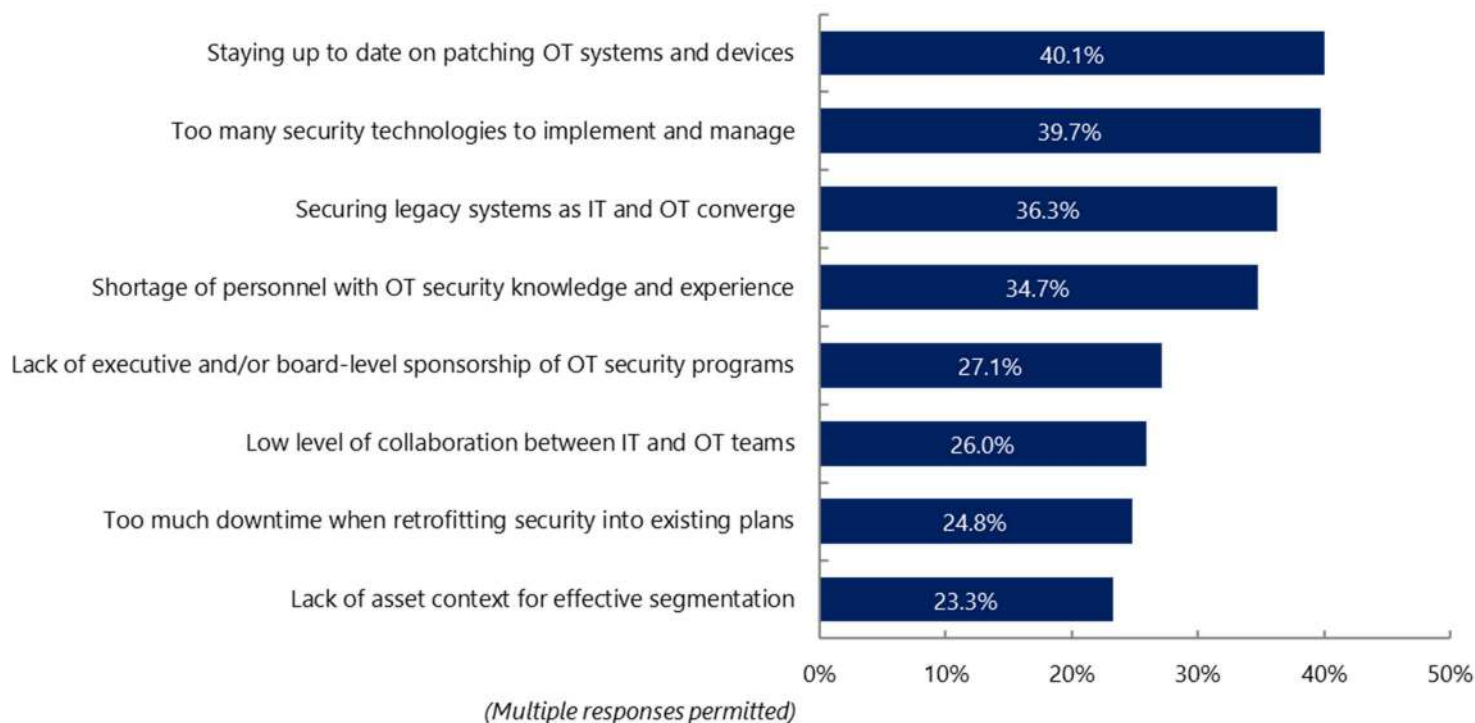 Staying up to date on patching OT systems and devices
40.1%
Too many security technologies to implement and manage
39.7%
Securing legacy systems as IT and OT converge
36.3%
Shortage of personnel with OT security knowledge and experience
34.7%
Lack of executive and/or board-level sponsorship of OT security programs
27.1%
Low level of collaboration between IT and OT teams
26.0%
Too much downtime when retrofitting security into existing plans
24.8%
Lack of asset context for effective segmentation
23.3%
0% 10% 20% 30% 40% 50%
(Multiple responses permitted)